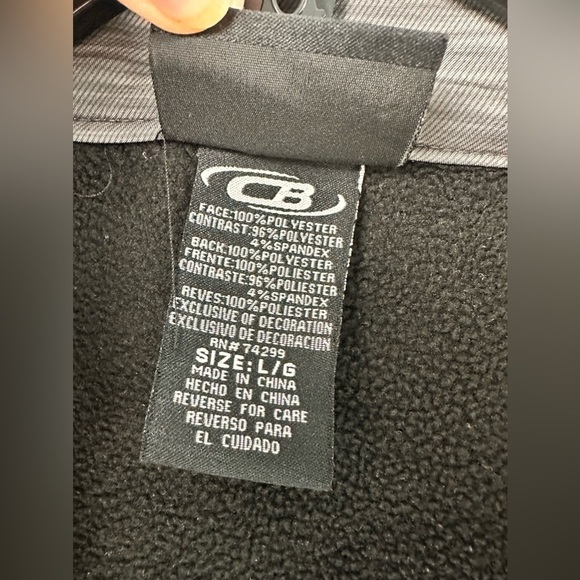 CB
FACE:100%POLYESTER
CONTRAST:96%POLYESTER
4%SPANDEX
BACK:100%POLYESTER
FRENTE:100%POLIESTER
CONTRASTE:96%POLIESTER
4%SPANDEX
REVES:100%POLIESTER
EXCLUSIVE OF DECORATION
EXCLUSIVO DE DECORACION
RN#74299
SIZE:L/G
MADE IN CHINA
HECHO EN CHINA
REVERSE FOR CARE
REVERSO PARA
EL CUIDADO